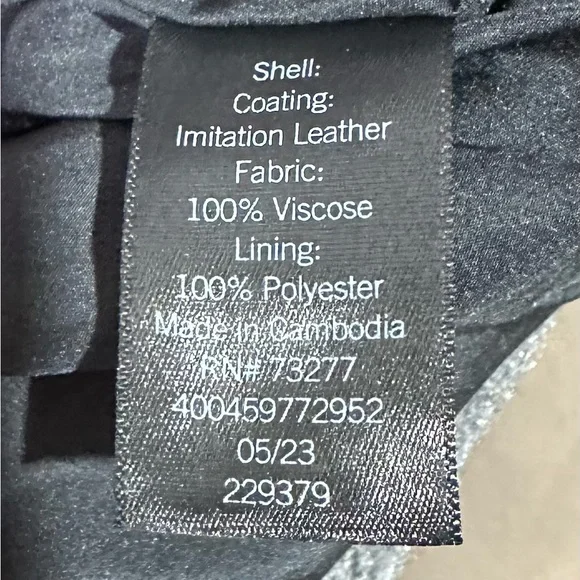 Shell:
Coating:
Imitation Leather
Fabric:
100% Viscose
Lining:
100% Polyester
Made in Cambodia
RN# 73277
400459772952
05/23
229379